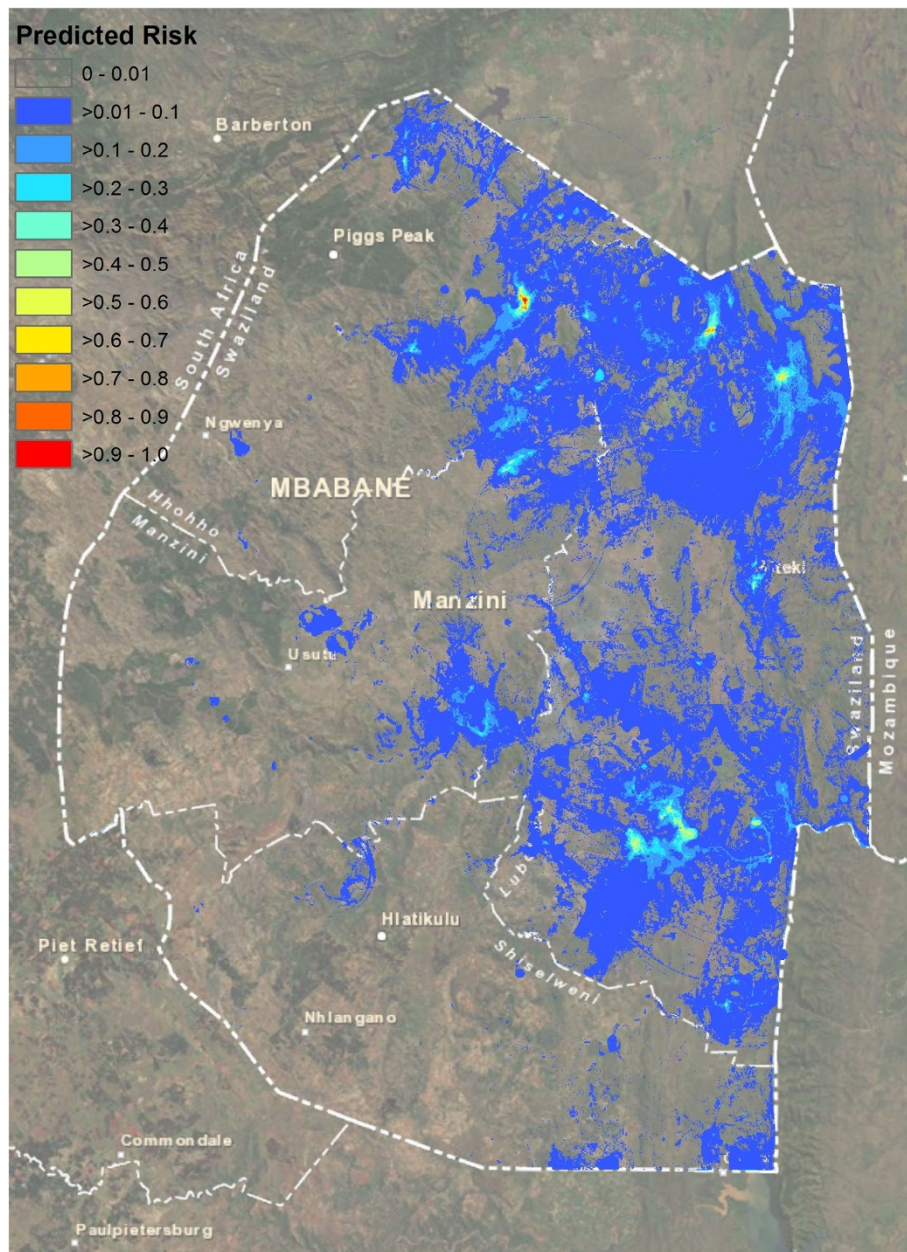 Predicted Risk
0 - 0.01
>0.01 - 0.1
>0.1 - 0.2
>0.2 - 0.3
>0.3 - 0.4
>0.4 - 0.5
>0.5 - 0.6
>0.6 - 0.7
>0.7 - 0.8
>0.8 - 0.9
>0.9 - 1.0
Barberton
Piggs Peak
South Africa
Swaziland
Ngwenya
MBABANE
Hhohho
Manzini
Manzini
Usutu
Swaziland
Mozambique
Hlatikulu
Shiselweni
Piet Retief
Nhlangano
Commondale
Paulpietersburg